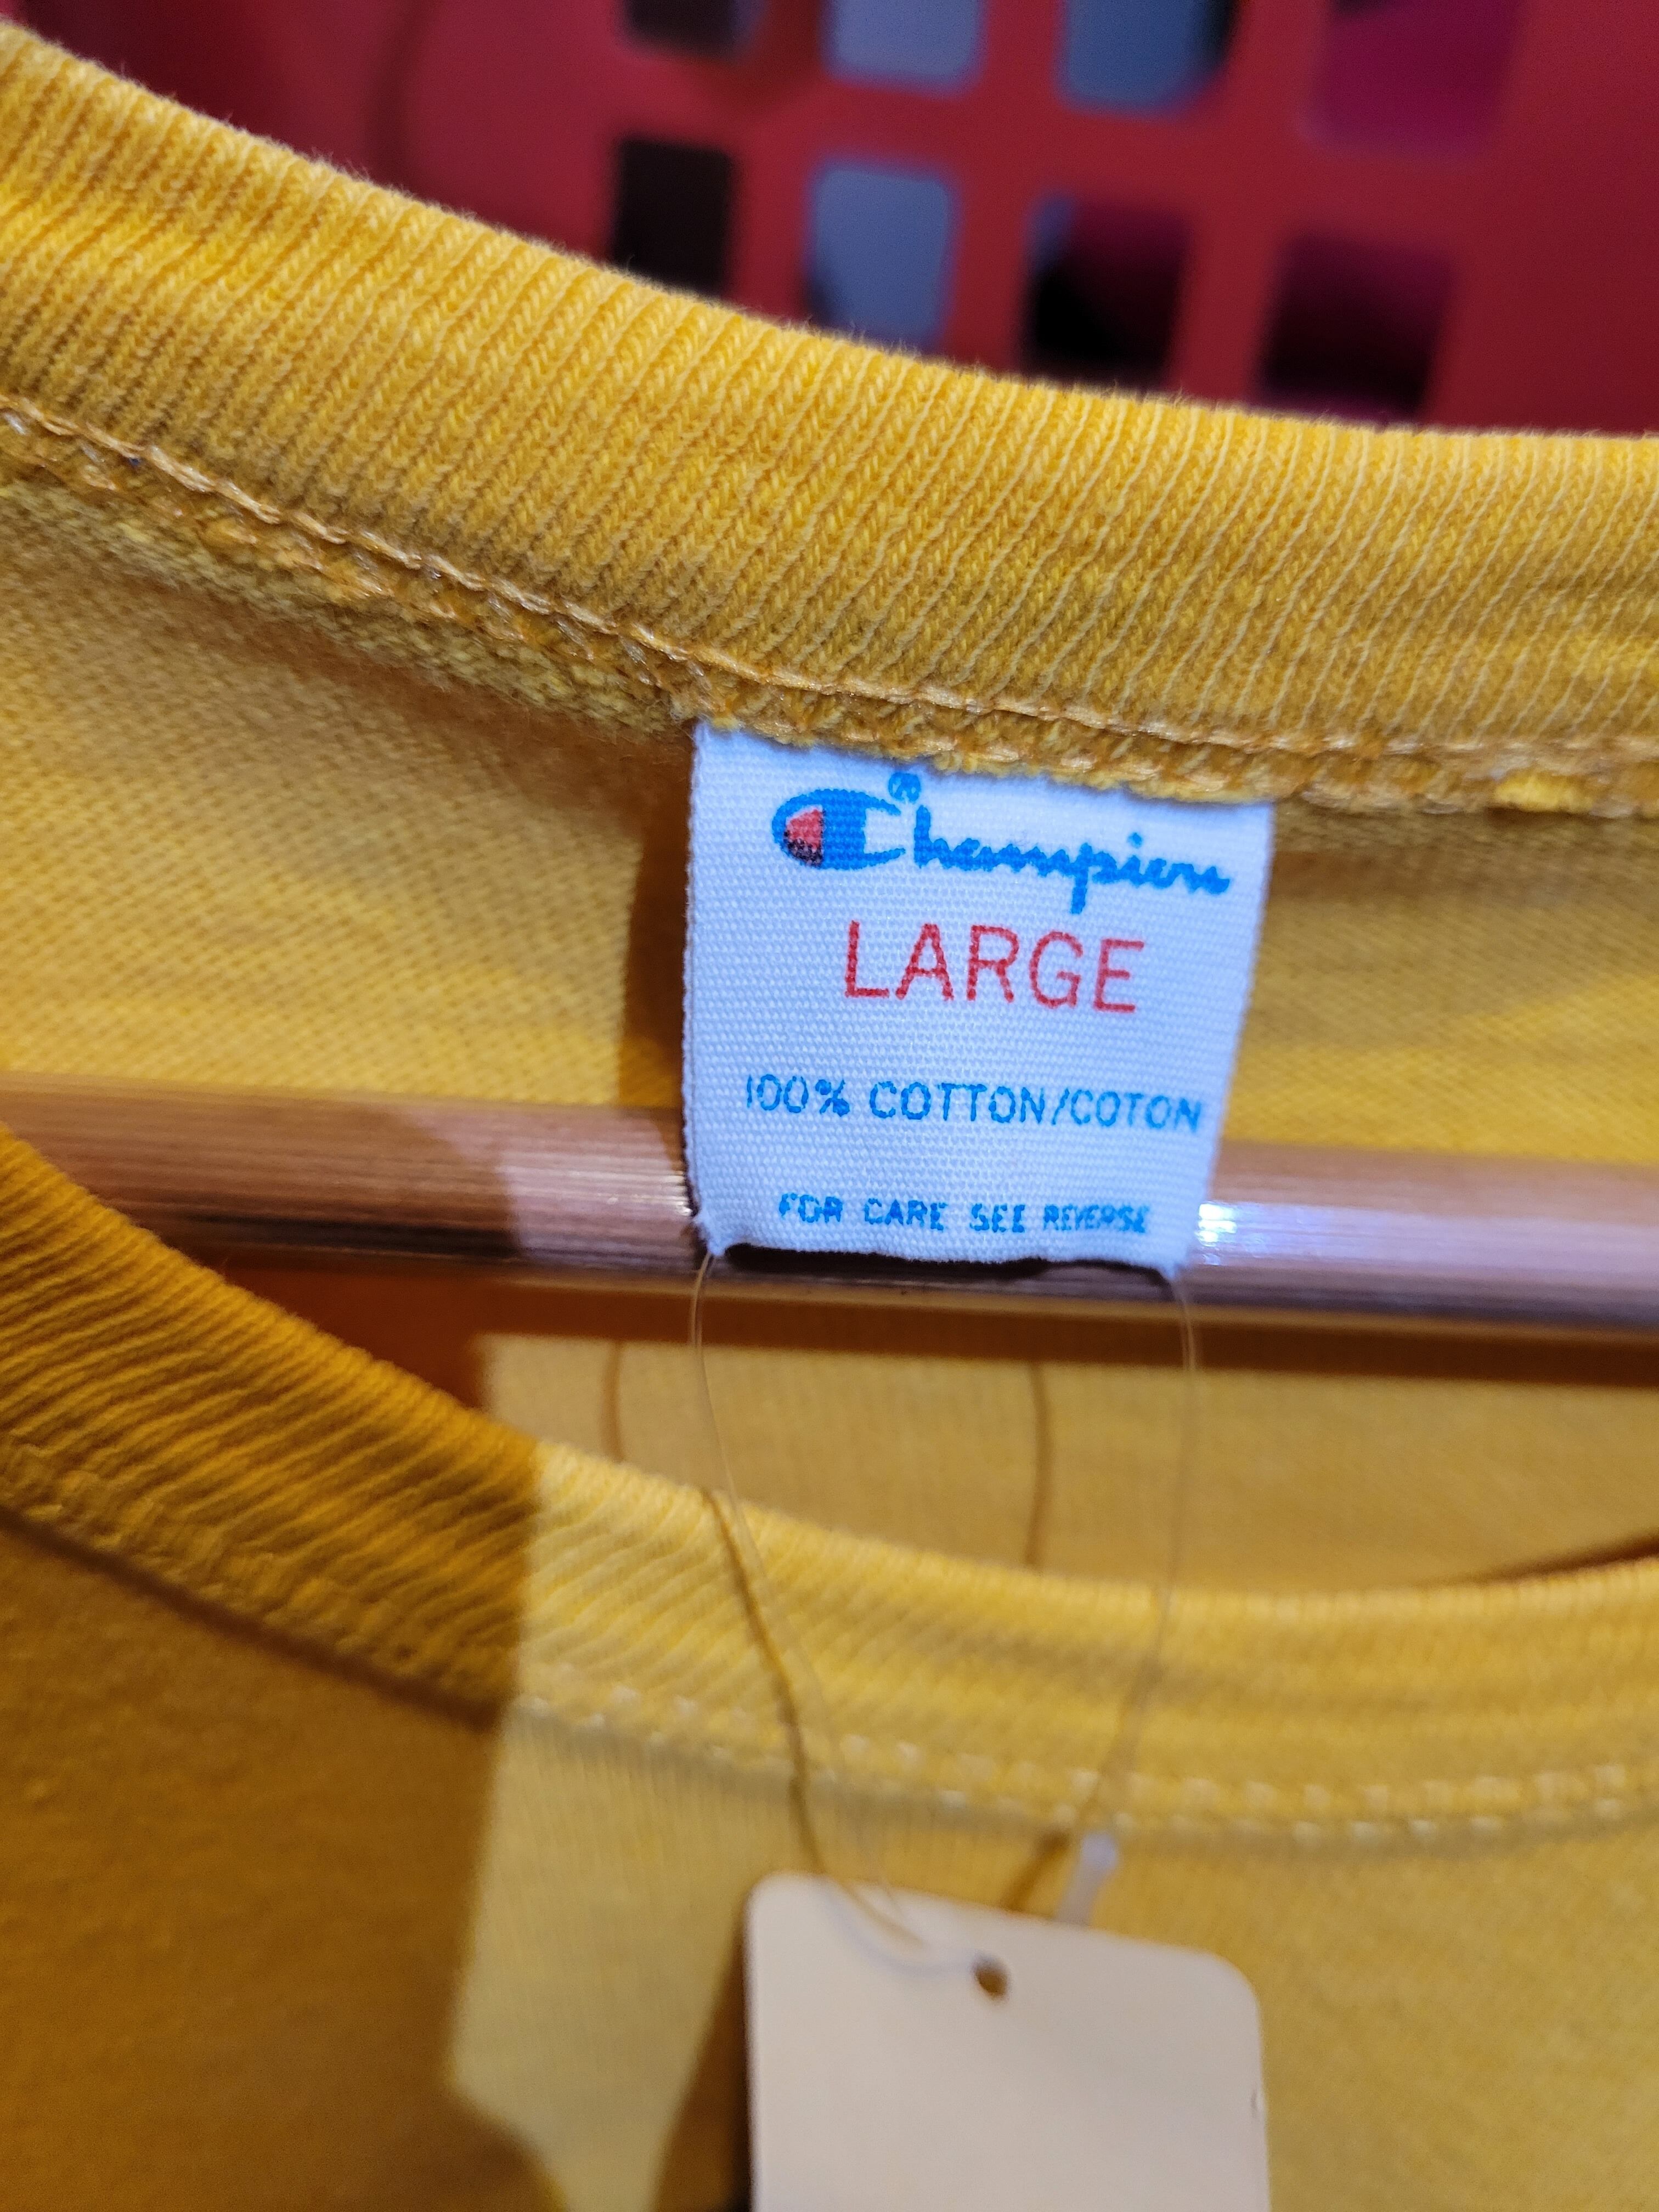 Champion®
LARGE
100% COTTON/COTON
FOR CARE SEE REVERSE